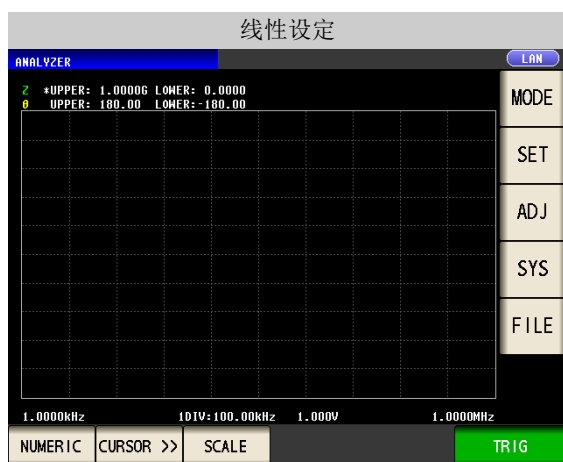 线性设定
ANALYZER LAN
Z *UPPER: 1.0000G LOWER: 0.0000
θ UPPER: 180.00 LOWER:-180.00
MODE
SET
ADJ
SYS
FILE
1.0000kHz 1DIV:100.00kHz 1.000V 1.0000MHz
NUMERIC CURSOR >> SCALE TRIG